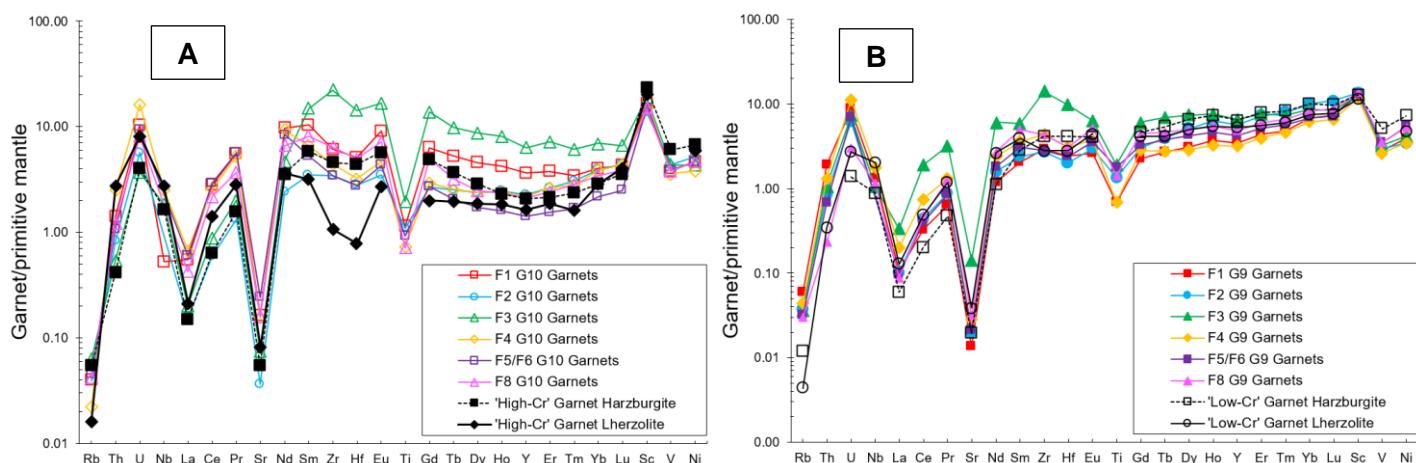 A
Garnet/primitive mantle
100.00
10.00
1.00
0.10
0.01
F1 G10 Garnets
F2 G10 Garnets
F3 G10 Garnets
F4 G10 Garnets
F5/F6 G10 Garnets
F8 G10 Garnets
'High-Cr' Garnet Harzburgite
'High-Cr' Garnet Lherzolite
Rb Th U Nb La Ce Pr Sr Nd Sm Zr Hf Eu Ti Gd Tb Dy Ho Y Er Tm Yb Lu Sc V Ni
B
Garnet/primitive mantle
100.00
10.00
1.00
0.10
0.01
0.00
F1 G9 Garnets
F2 G9 Garnets
F3 G9 Garnets
F4 G9 Garnets
F5/F6 G9 Garnets
F8 G9 Garnets
'Low-Cr' Garnet Harzburgite
'Low-Cr' Garnet Lherzolite
Rb Th U Nb La Ce Pr Sr Nd Sm Zr Hf Eu Ti Gd Tb Dy Ho Y Er Tm Yb Lu Sc V Ni